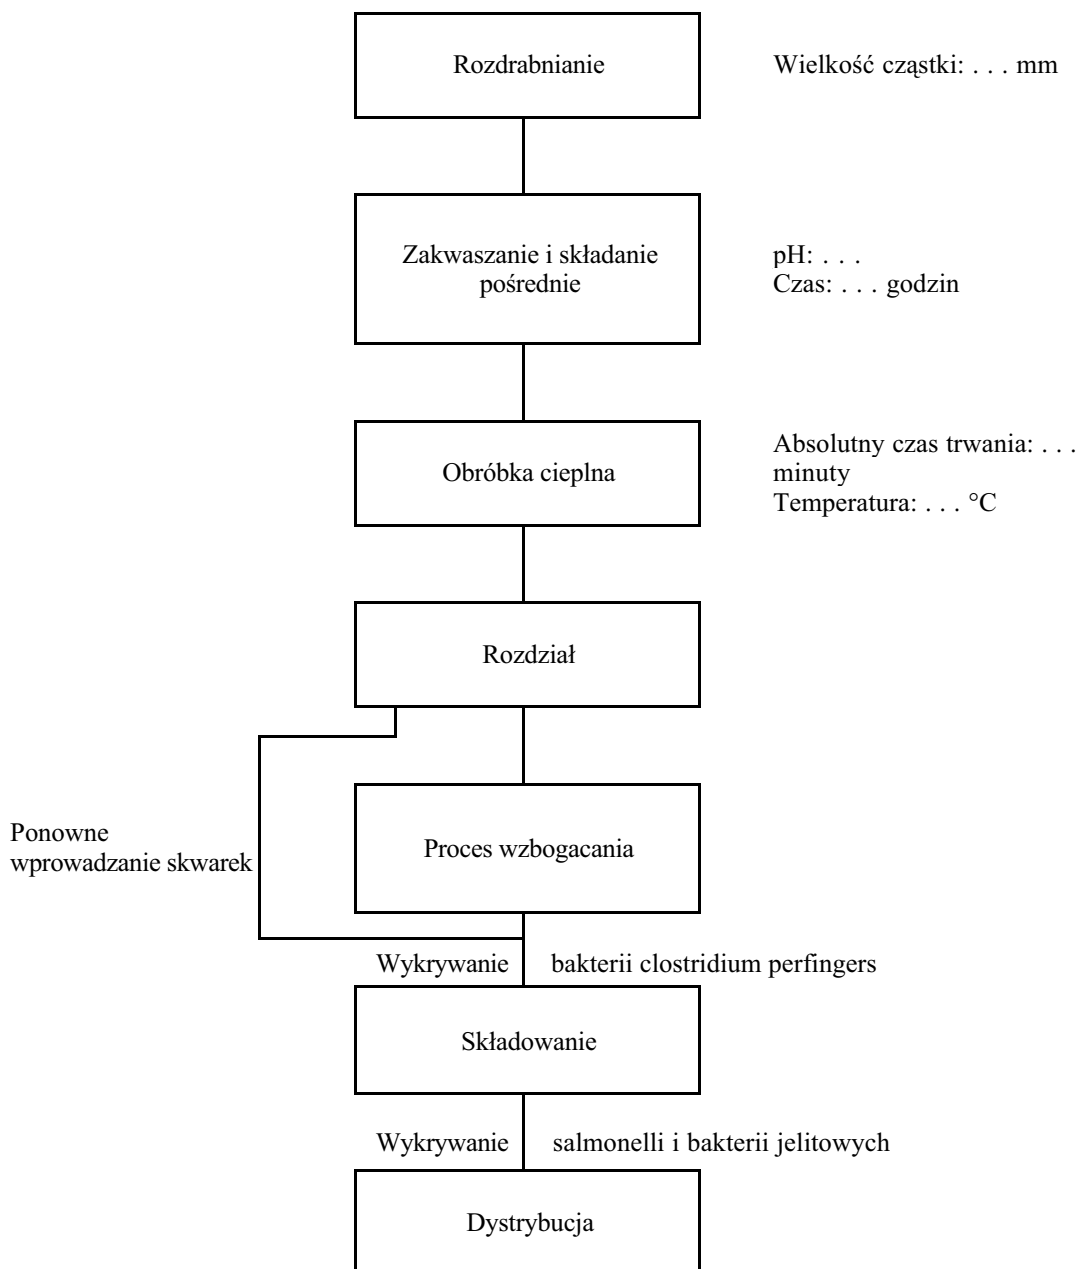 Rozdrabnianie
Wielkość cząstki: . . . mm
Zakwaszanie i składanie
pośrednie
pH: . . .
Czas: . . . godzin
Obróbka cieplna
Absolutny czas trwania: . . .
minuty
Temperatura: . . . °C
Rozdział
Ponowne
wprowadzanie skwarek
Proces wzbogacania
Wykrywanie bakterii clostridium perfingers
Składowanie
Wykrywanie salmonelli i bakterii jelitowych
Dystrybucja